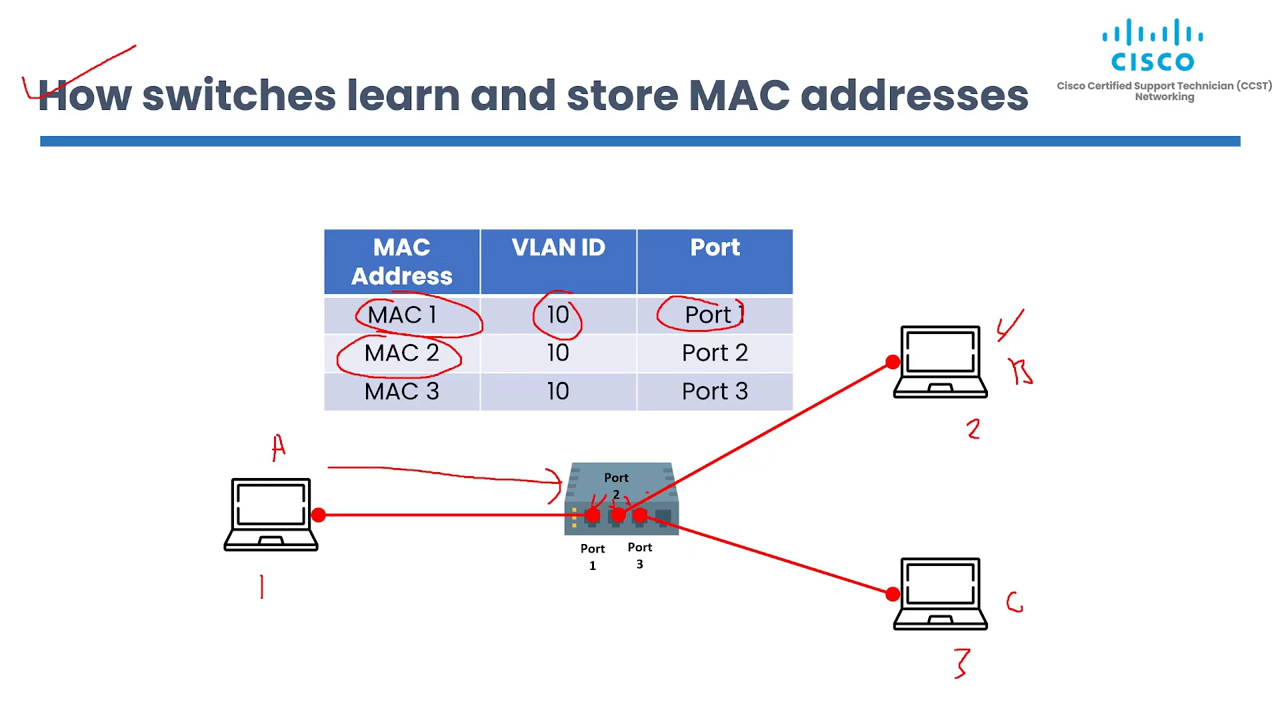 CISCO
Cisco Certified Support Technician (CCST)
Networking
How switches learn and store MAC addresses
MAC Address VLAN ID Port
MAC 1 10 Port 1
MAC 2 10 Port 2
MAC 3 10 Port 3
B
2
A
Port
2
Port
1
Port
3
1
C
3